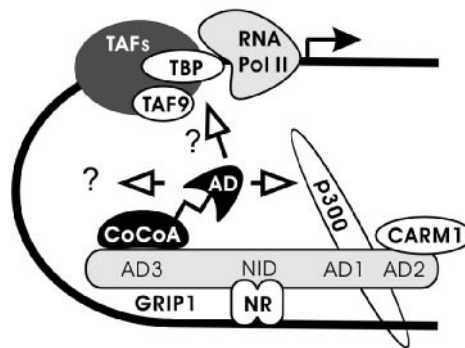 TAFs
RNA
Pol II
TBP
TAF9
?
?
AD
p300
CoCoA
CARM1
AD3 NID AD1 AD2
GRIP1 NR